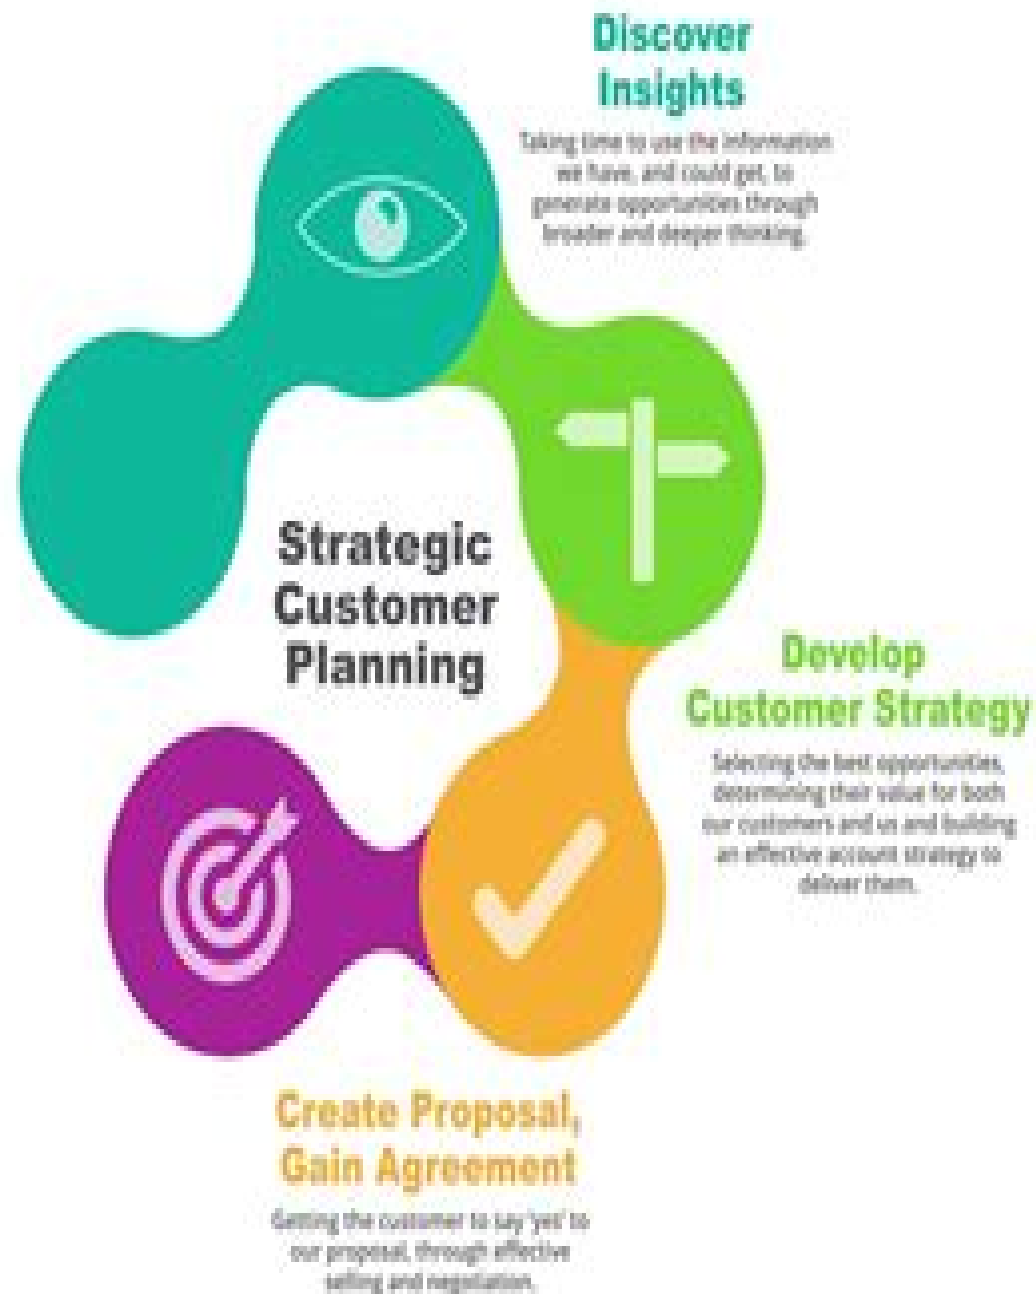 Discover
Insights
Taking time to use the information
we have, and could get, to
generate opportunities through
broader and deeper thinking.
Strategic
Customer
Planning
Develop
Customer Strategy
Selecting the best opportunities,
determining their value for both
our customers and us and building
an effective account strategy to
deliver them.
Create Proposal,
Gain Agreement
Getting the customer to say 'yes' to
our proposal, through effective
selling and negotiation.